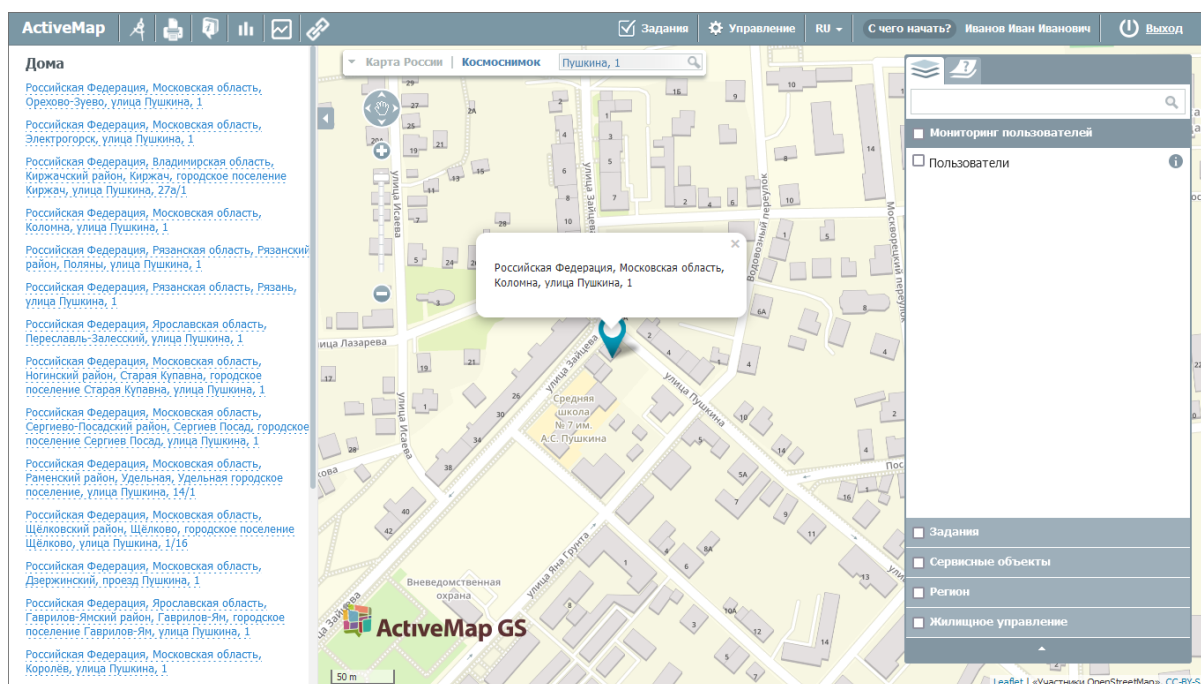 ActiveMap
Задания
Управление
RU
С чего начать?
Иванов Иван Иванович
Выход
Дома
Российская Федерация, Московская область,
Орехово-Зуево, улица Пушкина, 1
Российская Федерация, Московская область,
Электрогорск, улица Пушкина, 1
Российская Федерация, Владимирская область,
Киржачский район, Киржач, городское поселение
Киржач, улица Пушкина, 27а/1
Российская Федерация, Московская область,
Коломна, улица Пушкина, 1
Российская Федерация, Рязанская область, Рязанский
район, Поляны, улица Пушкина, 1
Российская Федерация, Рязанская область, Рязань,
улица Пушкина, 1
Российская Федерация, Ярославская область,
Переславль-Залесский, улица Пушкина, 1
Российская Федерация, Московская область,
Ногинский район, Старая Купавна, городское
поселение Старая Купавна, улица Пушкина, 1
Российская Федерация, Московская область,
Сергиево-Посадский район, Сергиев Посад, городское
поселение Сергиев Посад, улица Пушкина, 1
Российская Федерация, Московская область,
Раменский район, Удельная, Удельная городское
поселение, улица Пушкина, 14/1
Российская Федерация, Московская область,
Щёлковский район, Щёлково, городское поселение
Щёлково, улица Пушкина, 1/16
Российская Федерация, Московская область,
Дзержинский, проезд Пушкина, 1
Российская Федерация, Ярославская область,
Гаврилов-Ямский район, Гаврилов-Ям, городское
поселение Гаврилов-Ям, улица Пушкина, 1
Российская Федерация, Московская область,
Королёв, улица Пушкина, 1
Карта России | Космоснимок
Пушкина, 1
Российская Федерация, Московская область,
Коломна, улица Пушкина, 1
улица Исаева
улица Зайцева
Водовозный переулок
Москворецкий переулок
ица Лазарева
улица Зайцева
улица Пушкина
улица Исаева
Средняя
школа
№ 7 им.
А.С. Пушкина
улица Яна Грунта
Вневедомственная
охрана
ActiveMap GS
50 m
Мониторинг пользователей
Пользователи
Задания
Сервисные объекты
Регион
Жилищное управление
Leaflet | «Участники OpenStreetMap», CC-BY-S